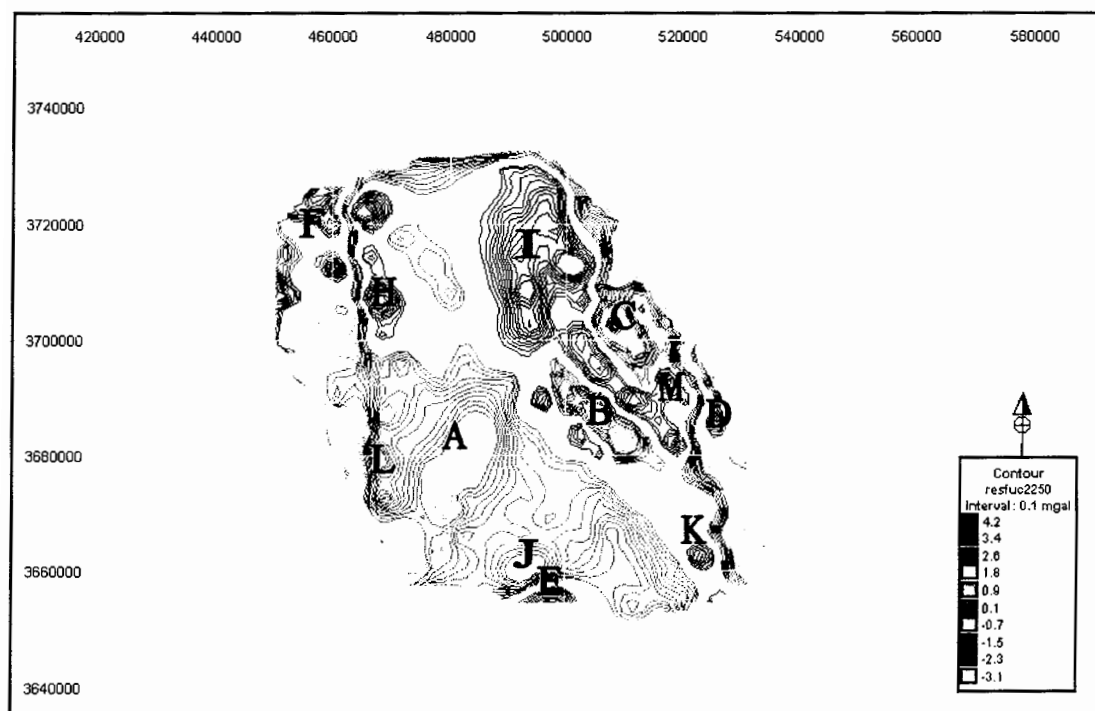 420000 440000 460000 480000 500000 520000 540000 560000 580000
3740000
3720000
3700000
3680000
3660000
3640000
F
I
H
C
M
B
D
A
L
K
J
E
Contour
resfuc2250
Interval: 0.1 mgal
4.2
3.4
2.6
1.8
0.9
0.1
-0.7
-1.5
-2.3
-3.1